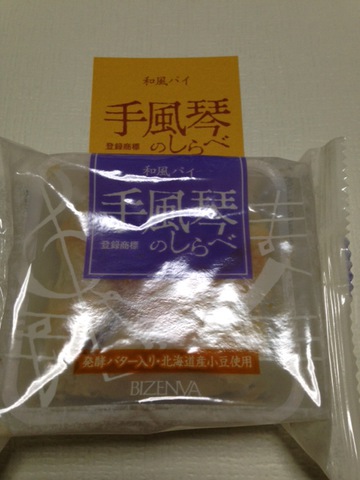 和風パイ
手風琴
のしらべ
登録商標
和風パイ
手風琴
のしらべ
登録商標
発酵バター入り・北海道産小豆使用
BIZENYA